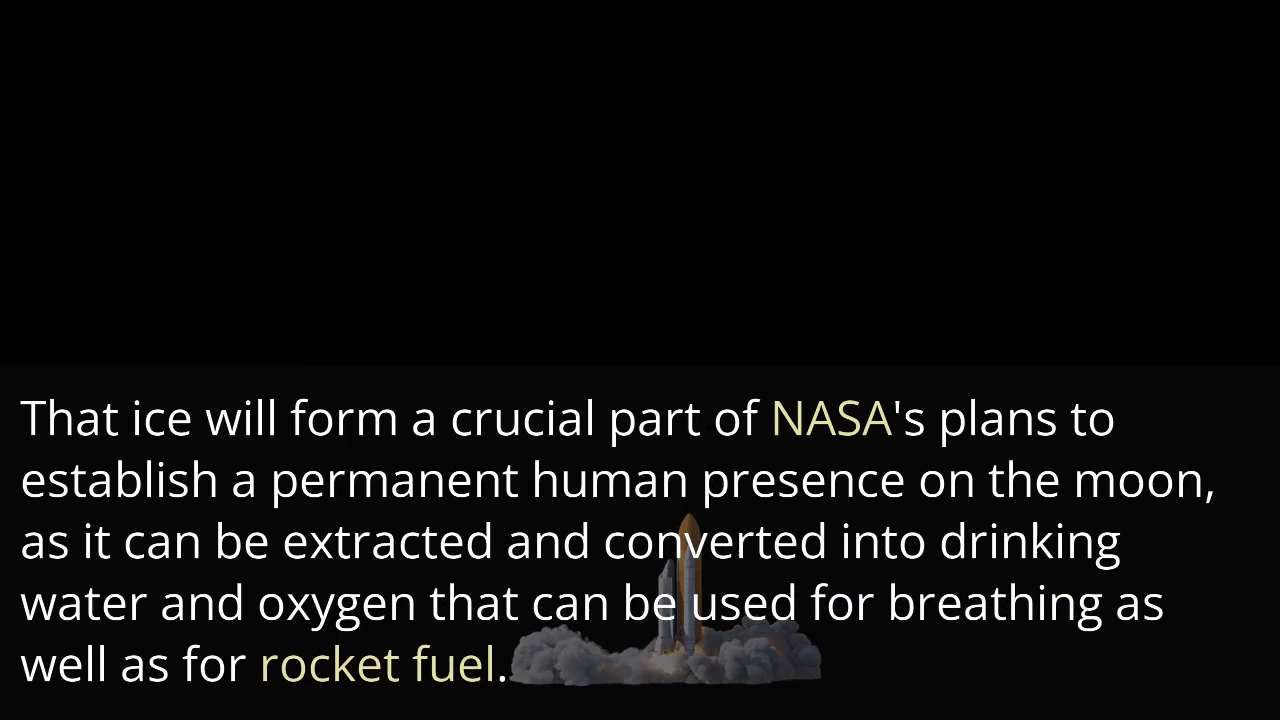 That ice will form a crucial part of NASA's plans to
establish a permanent human presence on the moon,
as it can be extracted and converted into drinking
water and oxygen that can be used for breathing as
well as for rocket fuel.